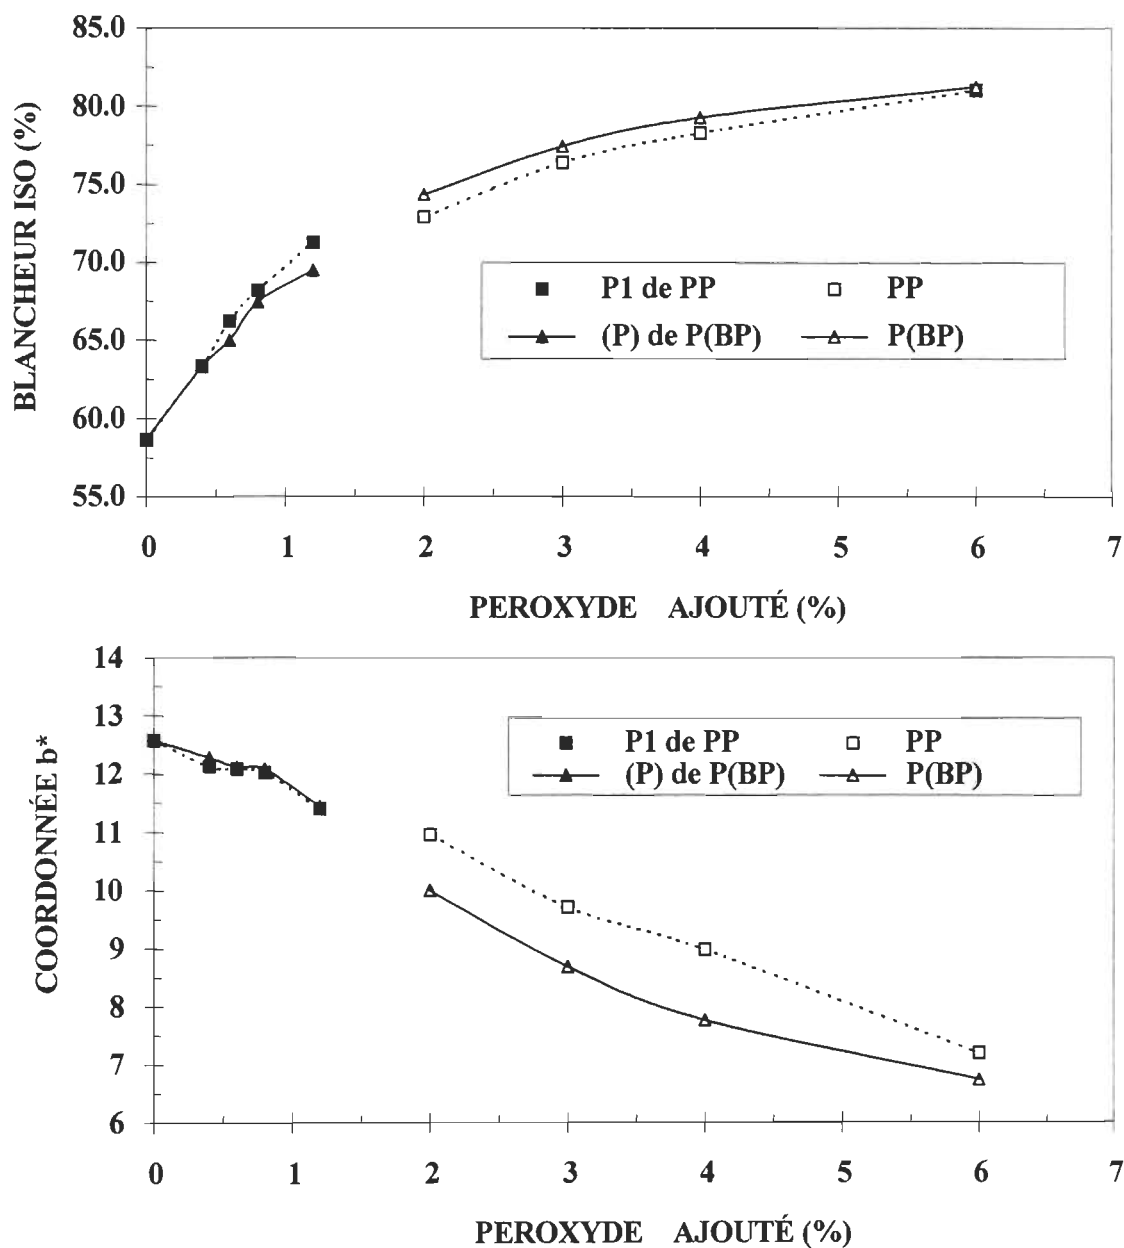 85.0
80.0
75.0
70.0
65.0
60.0
55.0
BLANCHEUR ISO (%)
P1 de PP
PP
(P) de P(BP)
P(BP)
0 1 2 3 4 5 6 7
PEROXYDE AJOUTÉ (%)
14
13
12
11
10
9
8
7
6
COORDONNÉE b*
P1 de PP
PP
(P) de P(BP)
P(BP)
0 1 2 3 4 5 6 7
PEROXYDE AJOUTÉ (%)